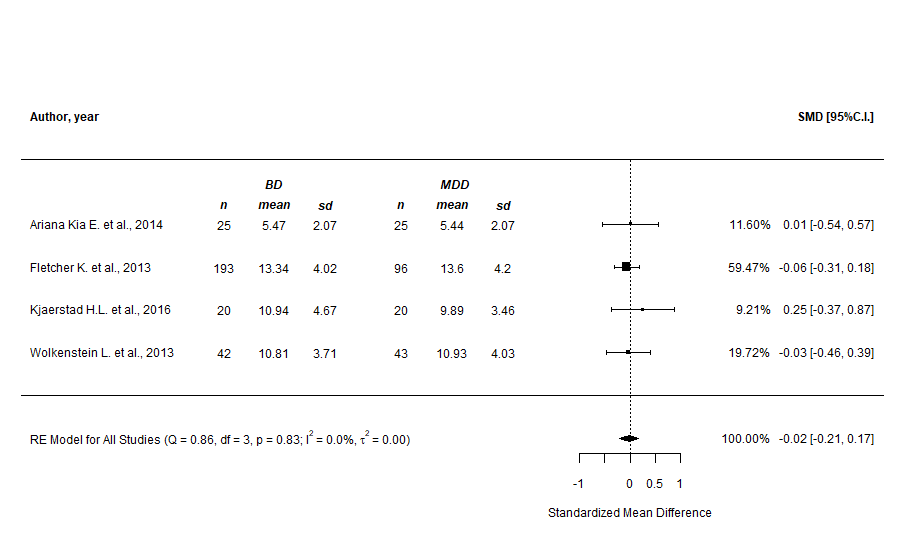 Author, year SMD [95%C.I.]
BD MDD
n mean sd n mean sd
Ariana Kia E. et al., 2014 25 5.47 2.07 25 5.44 2.07 11.60% 0.01 [-0.54, 0.57]
Fletcher K. et al., 2013 193 13.34 4.02 96 13.6 4.2 59.47% -0.06 [-0.31, 0.18]
Kjaerstad H.L. et al., 2016 20 10.94 4.67 20 9.89 3.46 9.21% 0.25 [-0.37, 0.87]
Wolkenstein L. et al., 2013 42 10.81 3.71 43 10.93 4.03 19.72% -0.03 [-0.46, 0.39]
RE Model for All Studies (Q = 0.86, df = 3, p = 0.83; I² = 0.0%, τ² = 0.00) 100.00% -0.02 [-0.21, 0.17]
-1 0 0.5 1
Standardized Mean Difference